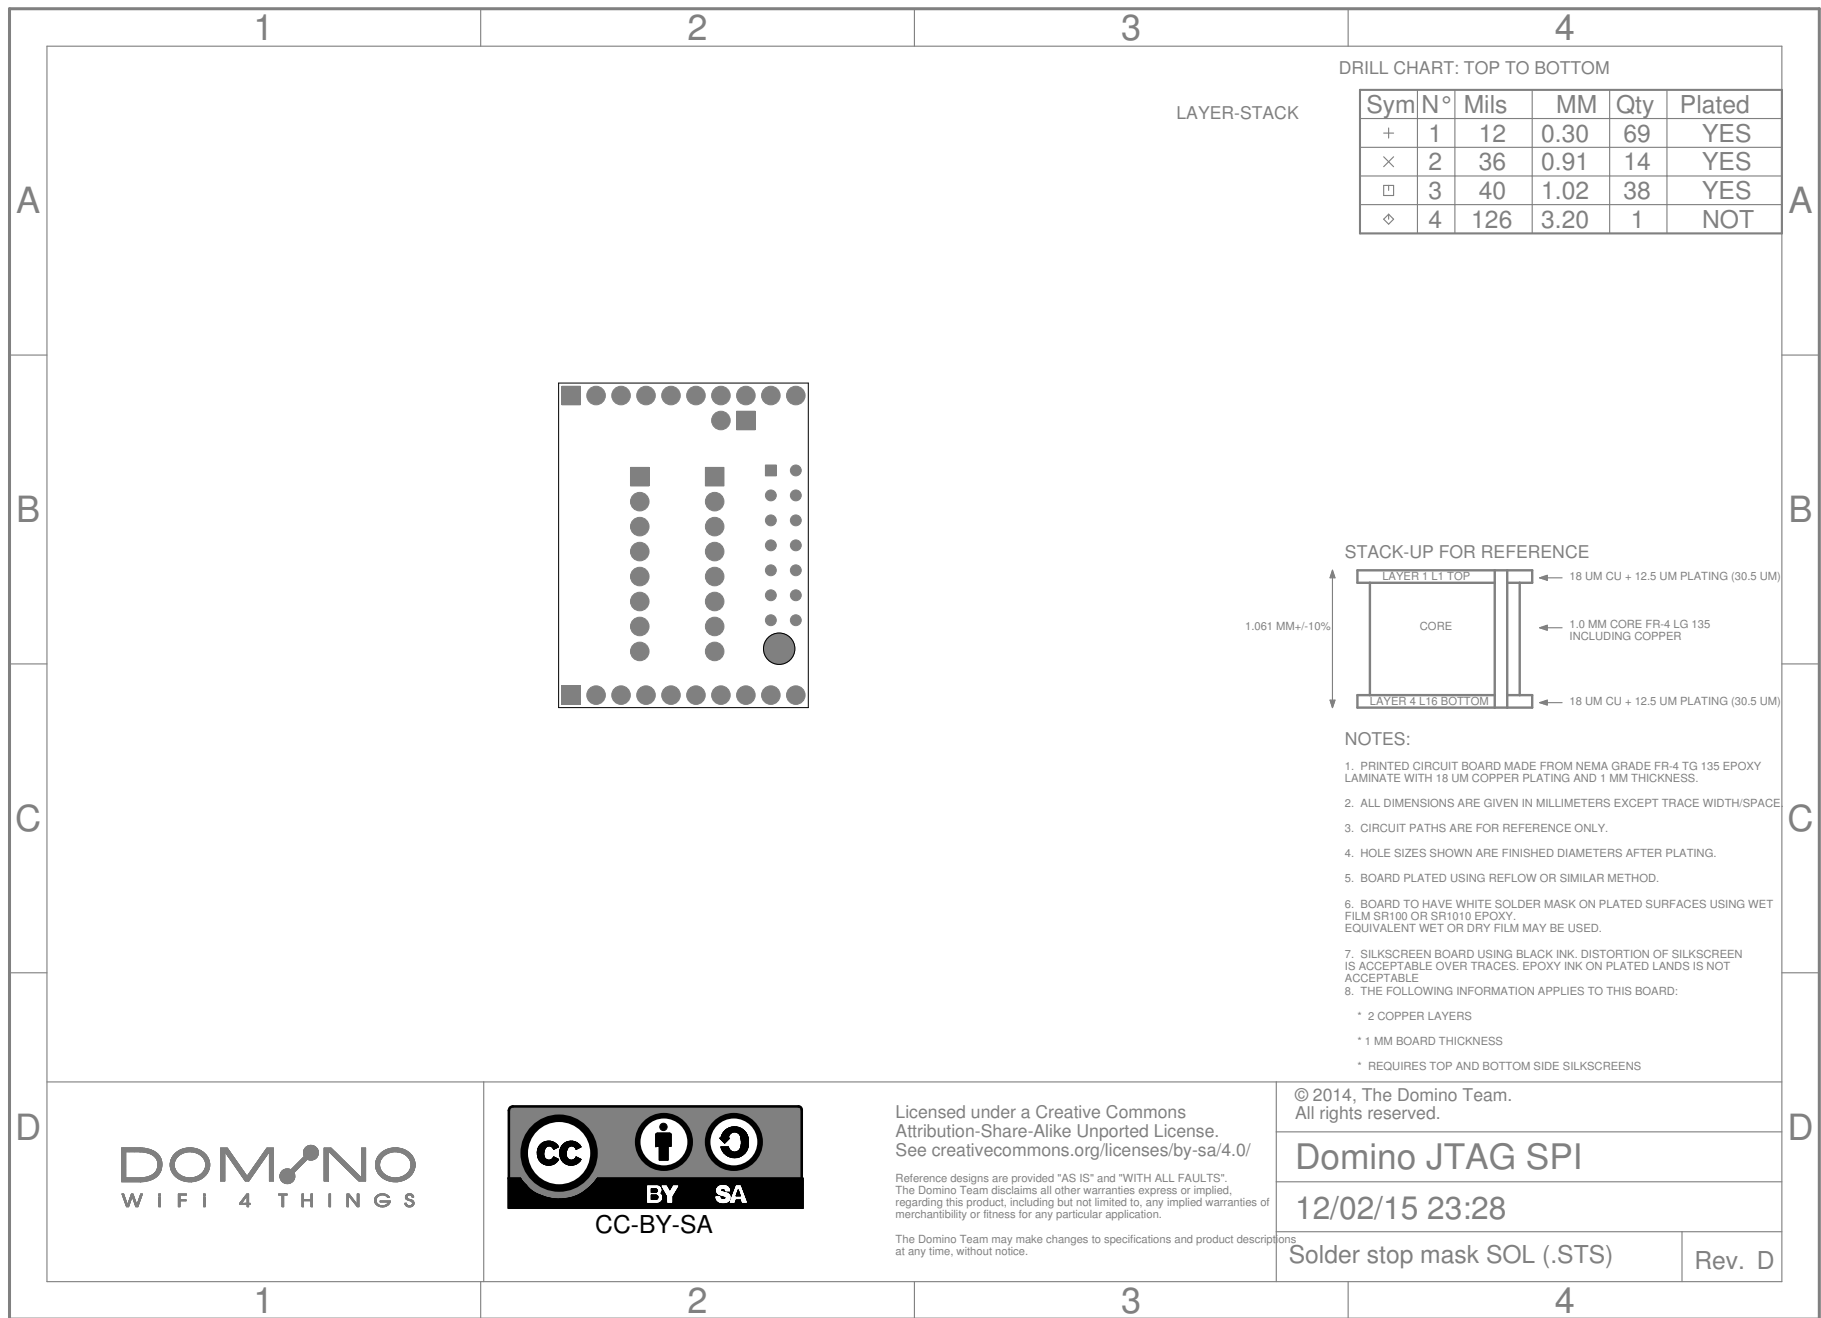 1 2 3 4
DRILL CHART: TOP TO BOTTOM
LAYER-STACK
Sym N° Mils MM Qty Plated
+ 1 12 0.30 69 YES
× 2 36 0.91 14 YES
3 40 1.02 38 YES
4 126 3.20 1 NOT
A A
B B
STACK-UP FOR REFERENCE
LAYER 1 L1 TOP
18 UM CU + 12.5 UM PLATING (30.5 UM)
1.061 MM+/-10%
CORE
1.0 MM CORE FR-4 LG 135
INCLUDING COPPER
LAYER 4 L16 BOTTOM
18 UM CU + 12.5 UM PLATING (30.5 UM)
NOTES:
1. PRINTED CIRCUIT BOARD MADE FROM NEMA GRADE FR-4 TG 135 EPOXY
LAMINATE WITH 18 UM COPPER PLATING AND 1 MM THICKNESS.
2. ALL DIMENSIONS ARE GIVEN IN MILLIMETERS EXCEPT TRACE WIDTH/SPACE
C C
3. CIRCUIT PATHS ARE FOR REFERENCE ONLY.
4. HOLE SIZES SHOWN ARE FINISHED DIAMETERS AFTER PLATING.
5. BOARD PLATED USING REFLOW OR SIMILAR METHOD.
6. BOARD TO HAVE WHITE SOLDER MASK ON PLATED SURFACES USING WET
FILM SR100 OR SR1010 EPOXY.
EQUIVALENT WET OR DRY FILM MAY BE USED.
7. SILKSCREEN BOARD USING BLACK INK. DISTORTION OF SILKSCREEN
IS ACCEPTABLE OVER TRACES. EPOXY INK ON PLATED LANDS IS NOT
ACCEPTABLE
8. THE FOLLOWING INFORMATION APPLIES TO THIS BOARD:
* 2 COPPER LAYERS
* 1 MM BOARD THICKNESS
* REQUIRES TOP AND BOTTOM SIDE SILKSCREENS
D D
DOMINO
WIFI 4 THINGS
cc
BY SA
CC-BY-SA
Licensed under a Creative Commons
Attribution-Share-Alike Unported License.
See creativecommons.org/licenses/by-sa/4.0/
Reference designs are provided "AS IS" and "WITH ALL FAULTS".
The Domino Team disclaims all other warranties express or implied,
regarding this product, including but not limited to, any implied warranties of
merchantibility or fitness for any particular application.
The Domino Team may make changes to specifications and product descriptions
at any time, without notice.
© 2014, The Domino Team.
All rights reserved.
Domino JTAG SPI
12/02/15 23:28
Solder stop mask SOL (.STS)
Rev. D
1 2 3 4